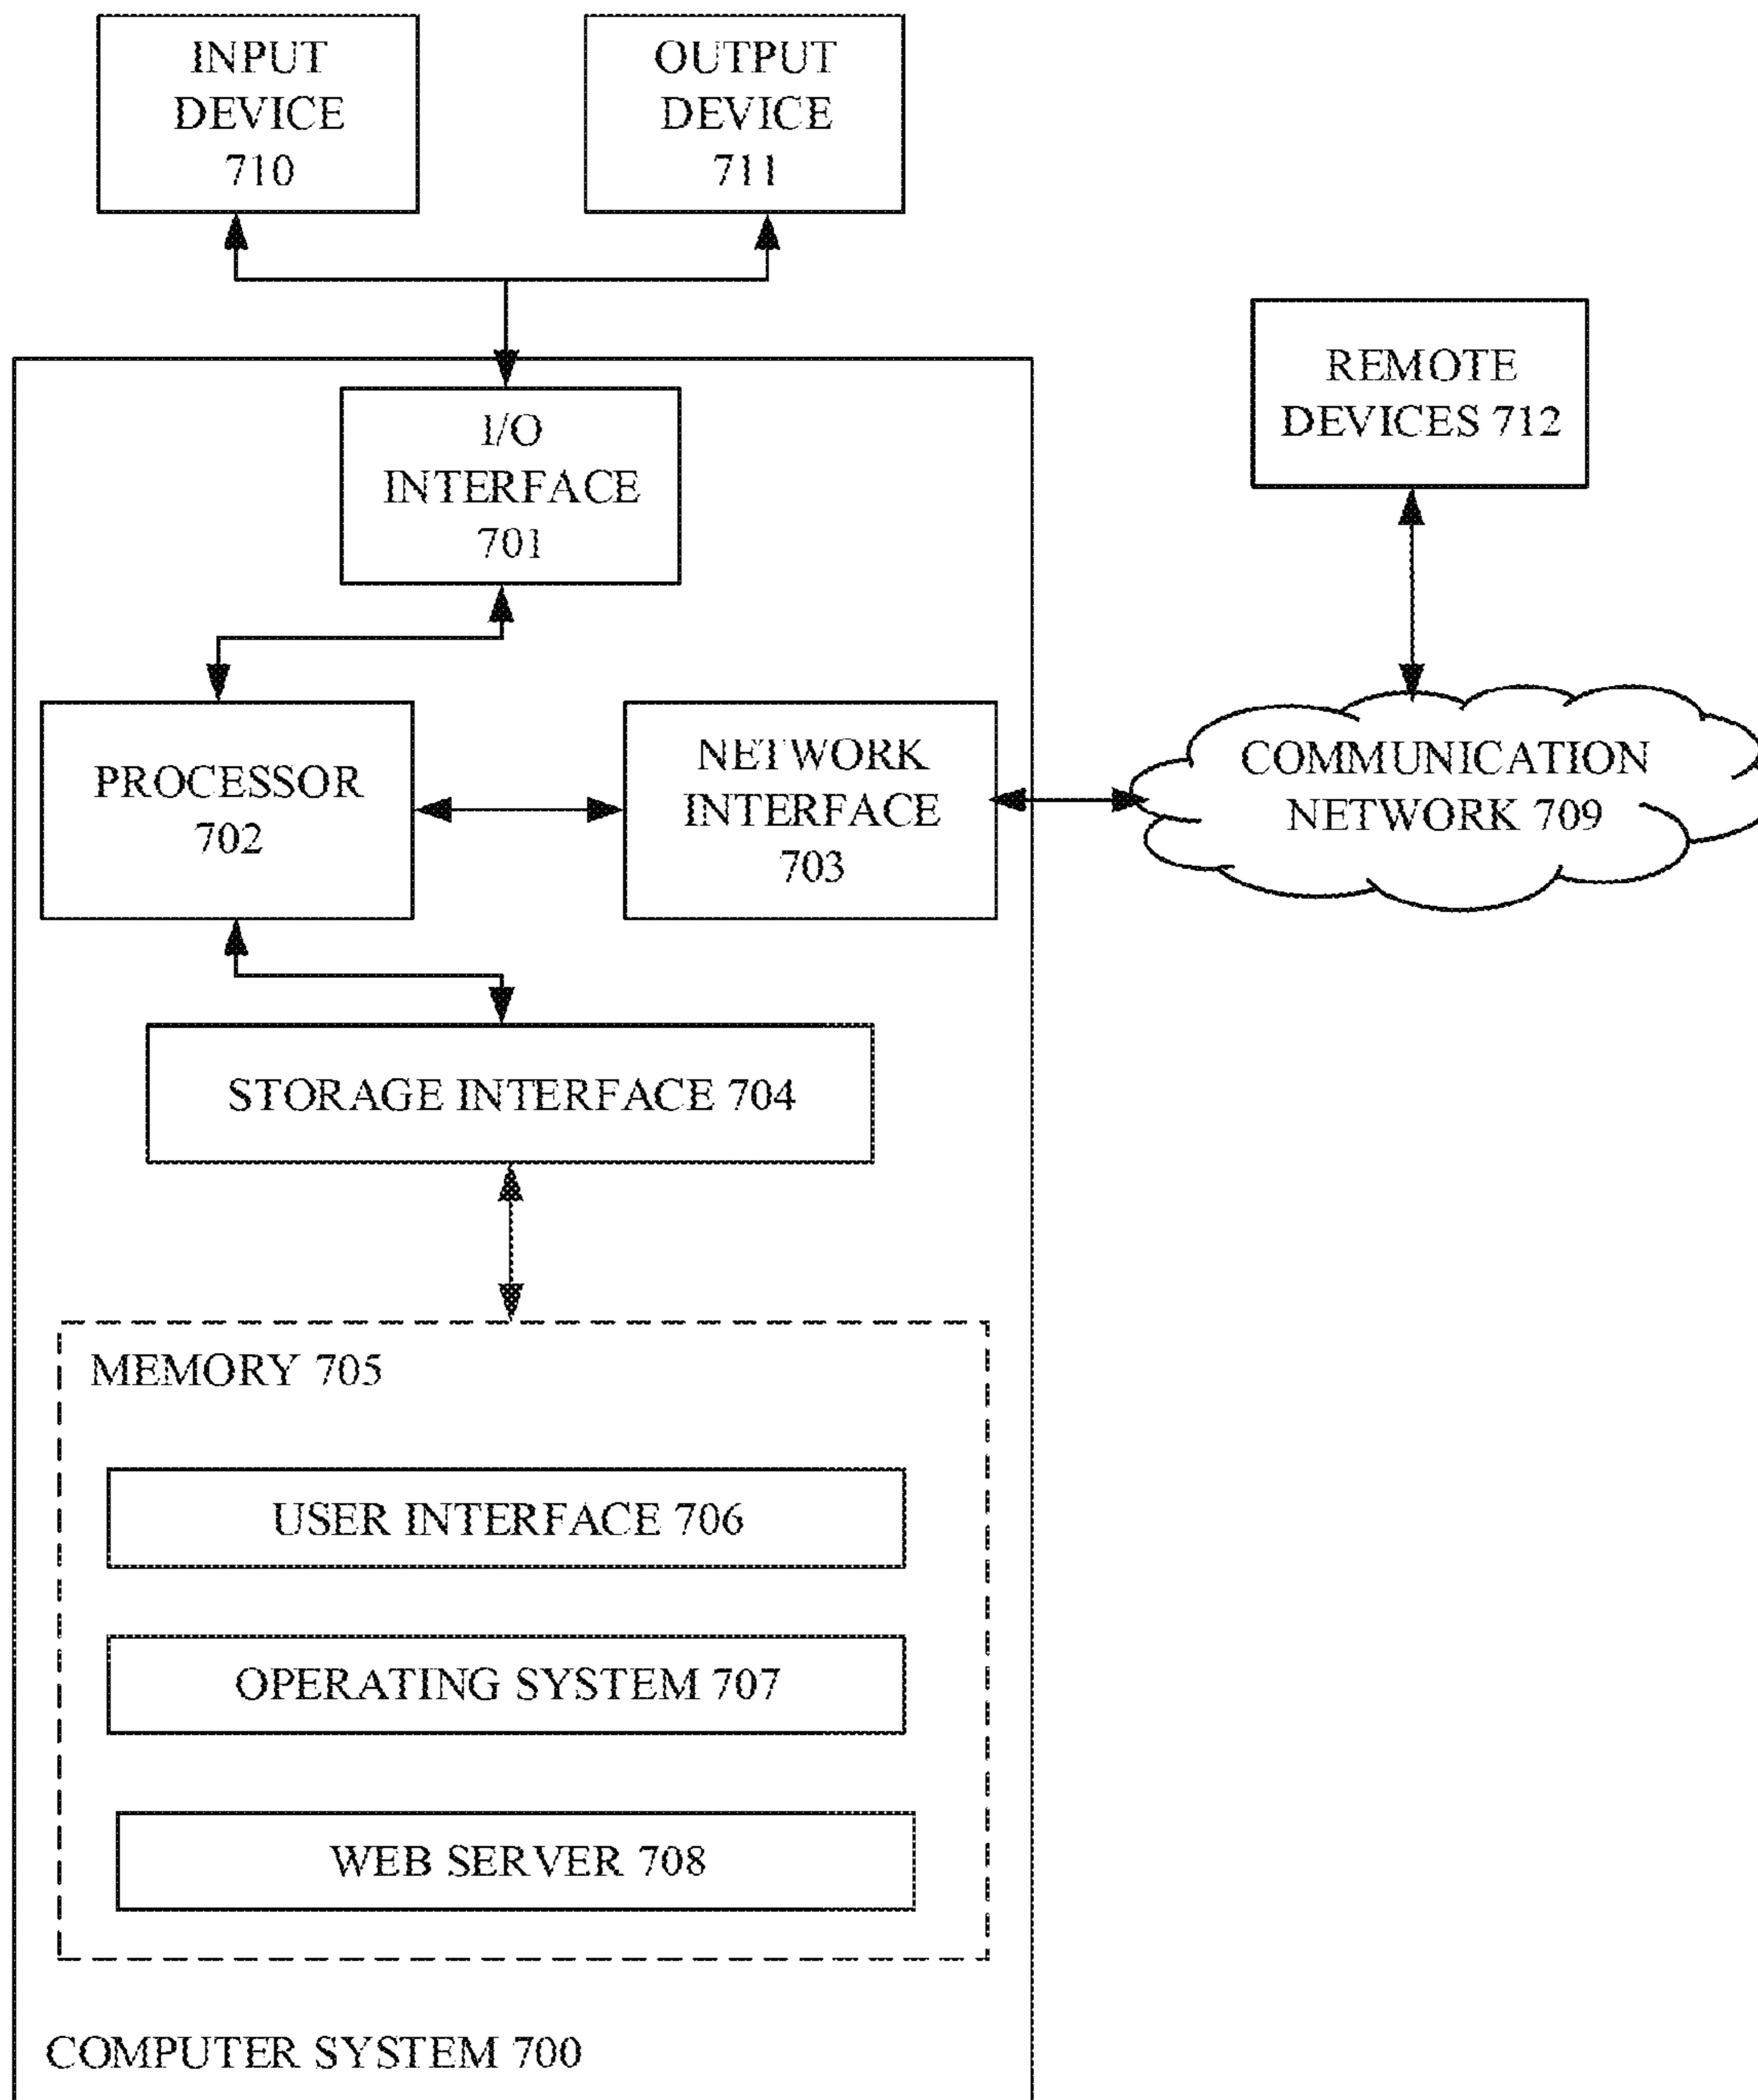 INPUT
DEVICE
710
OUTPUT
DEVICE
711
REMOTE
DEVICES 712
I/O
INTERFACE
701
PROCESSOR
702
NETWORK
INTERFACE
703
COMMUNICATION
NETWORK 709
STORAGE INTERFACE 704
MEMORY 705
USER INTERFACE 706
OPERATING SYSTEM 707
WEB SERVER 708
COMPUTER SYSTEM 700